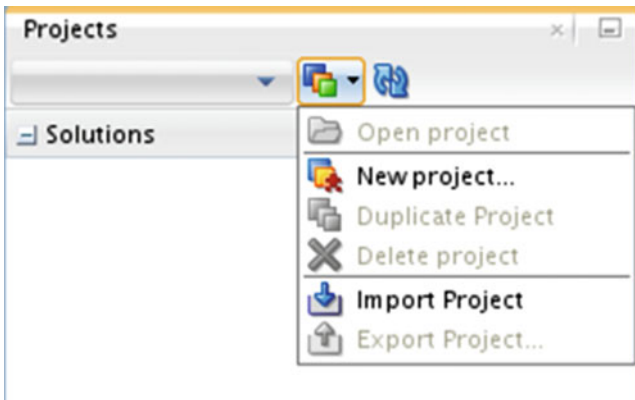 Projects
Solutions
Open project
New project...
Duplicate Project
Delete project
Import Project
Export Project...